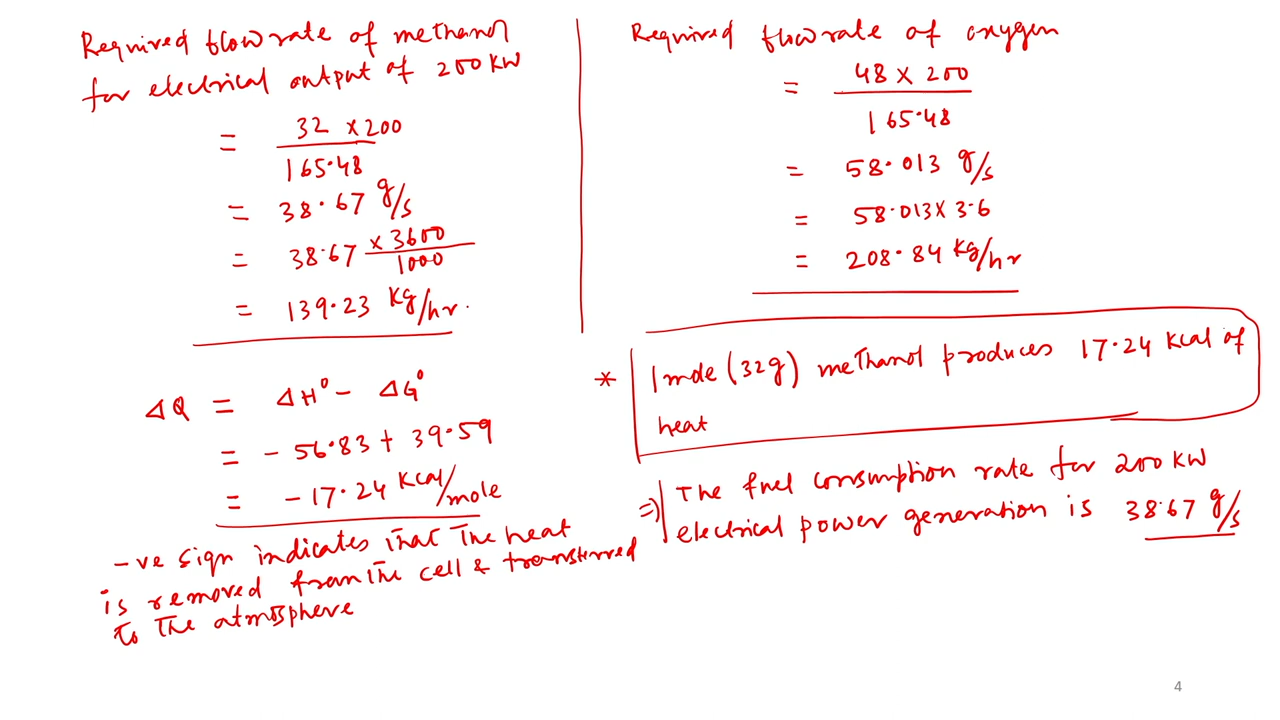 Required flow rate of methanol
for electrical output of 200 KW
= 32 × 200
165.48
= 38.67 g/s
= 38.67 × 3600
1000
= 139.23 Kg/hr.
ΔQ = ΔH° - ΔG°
= - 56.83 + 39.59
= - 17.24 Kcal/mole
-ve sign indicates that the heat
is removed from the cell & transferred
to the atmosphere
Required flow rate of oxygen
= 48 × 200
165.48
= 58.013 g/s
= 58.013 × 3.6
= 208.84 Kg/hr
* 1 mole (32g) methanol produces 17.24 Kcal of
heat
⇒ The fuel consumption rate for 200 KW
electrical power generation is 38.67 g/s
4